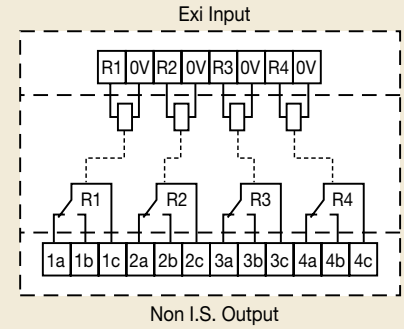 Exi Input
R1 0V R2 0V R3 0V R4 0V
R1 R2 R3 R4
1a 1b 1c 2a 2b 2c 3a 3b 3c 4a 4b 4c
Non I.S. Output